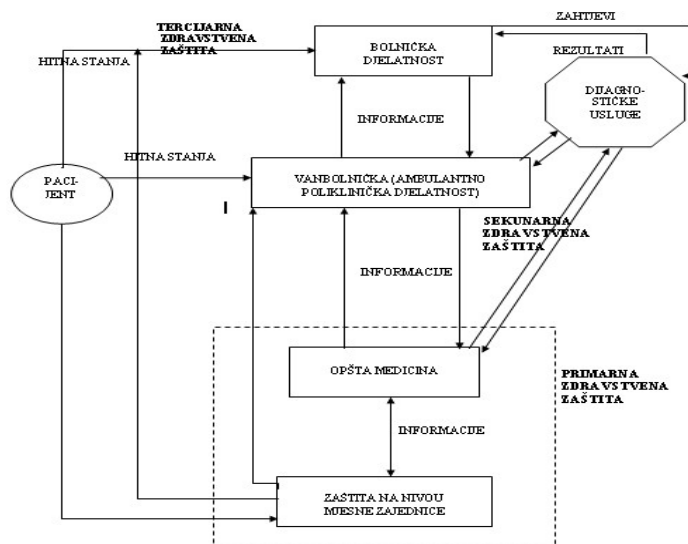 TERCIJARNA
ZDRAVSTVENA
ZAŠTITA
ZAHTJEVI
BOLNIČKA
DJELATNOST
REZULTATI
HITNA STANJA
DIJAGNO-
STIČKE
USLUGE
INFORMACIJE
HITNA STANJA
PACI-
JENT
VANBOLNIČKA (AMBULANTNO
POLIKLINIČKA DJELATNOST)
I
SEKUNARNA
ZDRAVSTVENA
ZAŠTITA
INFORMACIJE
OPŠTA MEDICINA
PRIMARNA
ZDRAVSTVENA
ZAŠTITA
INFORMACIJE
ZAŠTITA NA NIVOU
MJESNE ZAJEDNICE